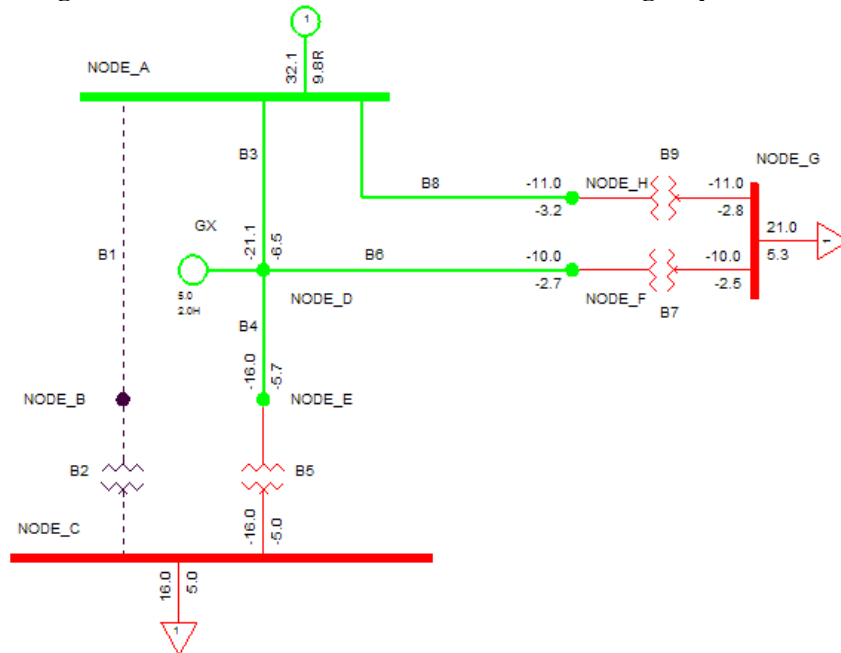 1
32.1
9.8R
NODE_A
B3
B9
NODE_G
B8
-11.0
NODE_H
-11.0
-3.2
-2.8
GX
-21.1
-6.5
21.0
5.3
1
B1
B6
-10.0
-10.0
-2.7
-2.5
5.0
2.0H
NODE_D
NODE_F
B7
B4
-16.0
-5.7
NODE_B
NODE_E
B2
B5
-16.0
-5.0
NODE_C
16.0
5.0
1